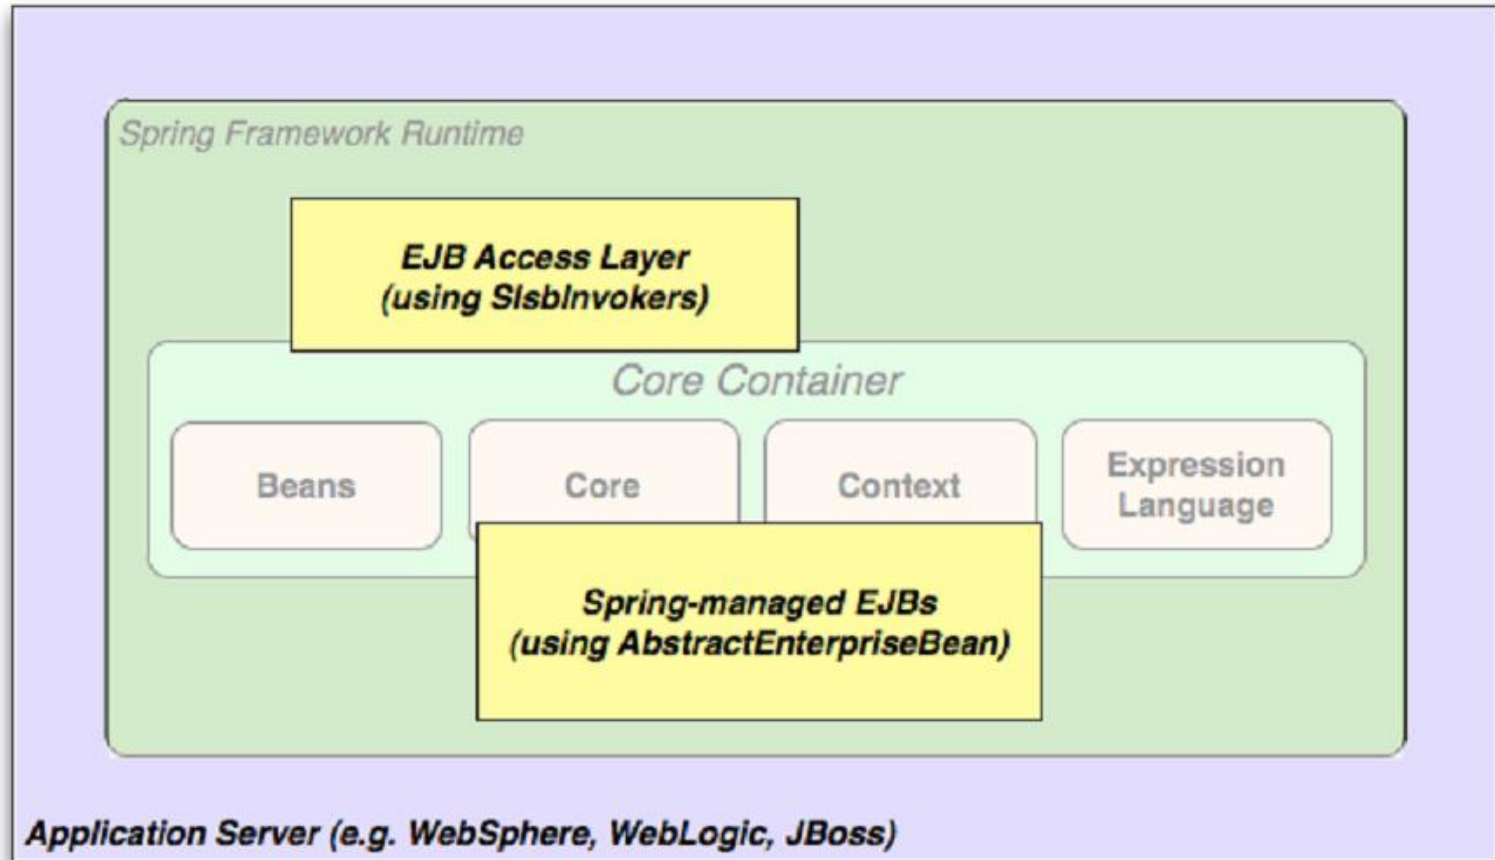 Spring Framework Runtime
EJB Access Layer
(using SlsbInvokers)
Core Container
Beans
Core
Context
Expression
Language
Spring-managed EJBs
(using AbstractEnterpriseBean)
Application Server (e.g. WebSphere, WebLogic, JBoss)